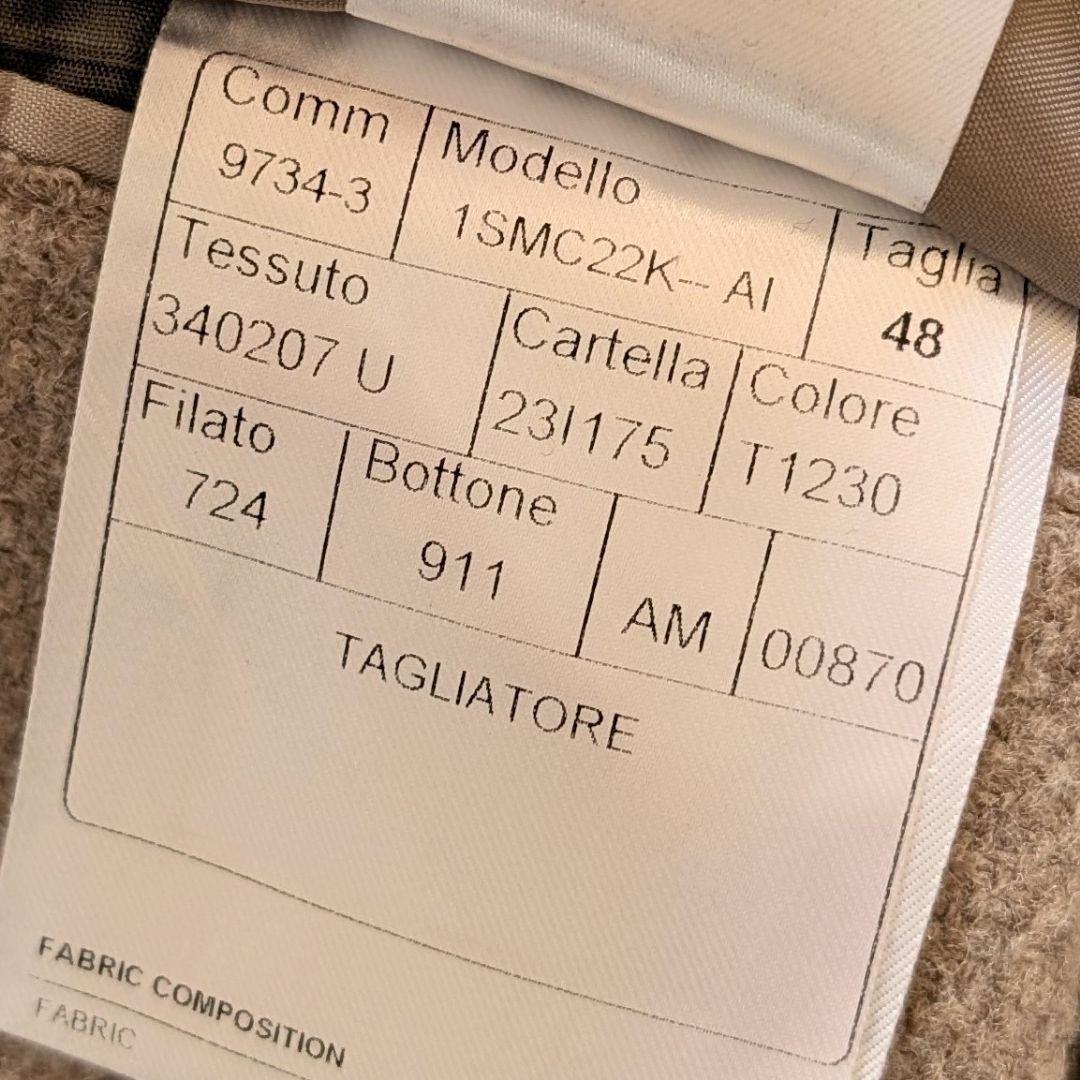 Comm Modello Taglia
9734-3 1SMC22K-- AI 48
Tessuto Cartella Colore
340207 U 23I175 T1230
Filato Bottone
724 911 AM 00870
TAGLIATORE
FABRIC COMPOSITION
FABRIC